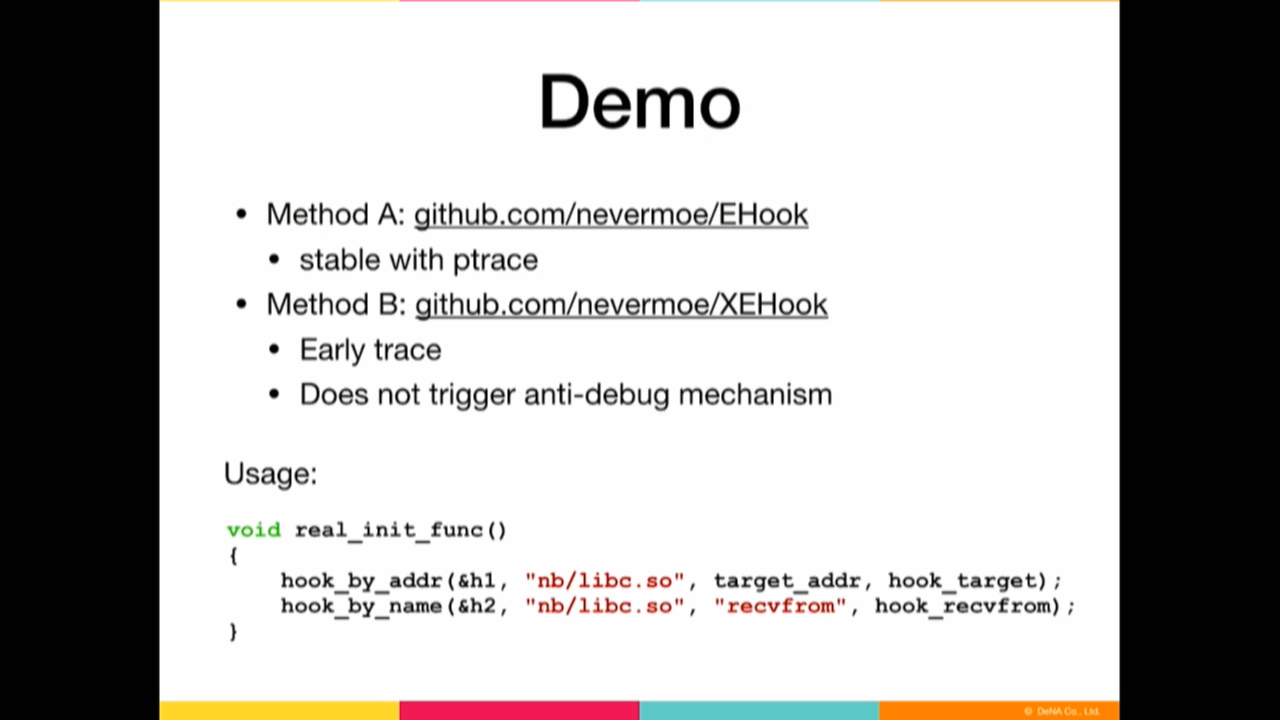 Demo
• Method A: github.com/nevermoe/EHook
• stable with ptrace
• Method B: github.com/nevermoe/XEHook
• Early trace
• Does not trigger anti-debug mechanism
Usage:
void real_init_func()
{
    hook_by_addr(&h1, "nb/libc.so", target_addr, hook_target);
    hook_by_name(&h2, "nb/libc.so", "recvfrom", hook_recvfrom);
}
© DeNA Co., Ltd.